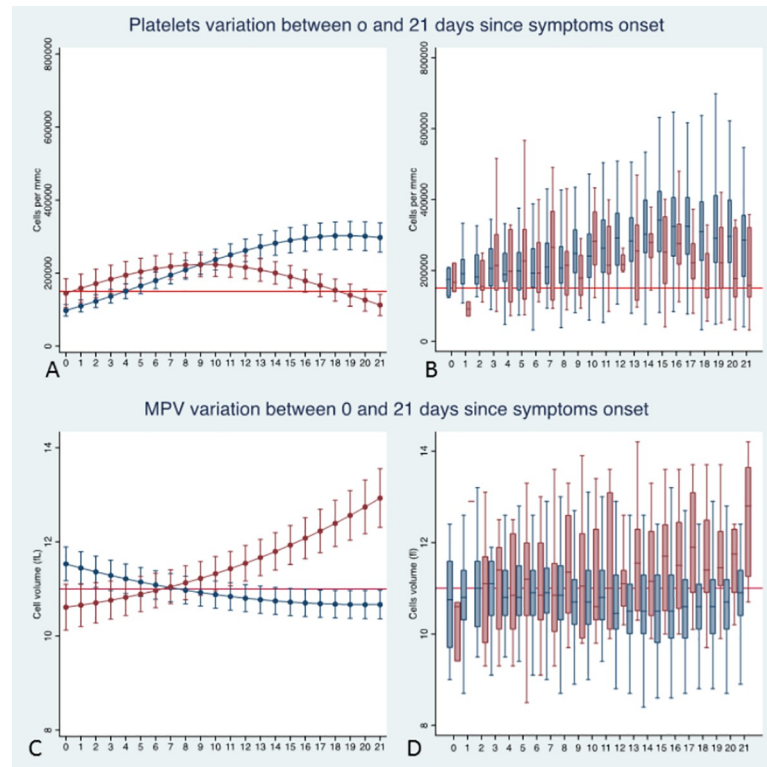 Platelets variation between o and 21 days since symptoms onset
800000
600000
400000
200000
0
Cells per mmc
0 1 2 3 4 5 6 7 8 9 10 11 12 13 14 15 16 17 18 19 20 21
A
800000
600000
400000
200000
0
Cells per mmc
0 1 2 3 4 5 6 7 8 9 10 11 12 13 14 15 16 17 18 19 20 21
B
MPV variation between 0 and 21 days since symptoms onset
14
12
10
8
Cell volume (fL)
0 1 2 3 4 5 6 7 8 9 10 11 12 13 14 15 16 17 18 19 20 21
C
14
12
10
8
Cells volume (fl)
0 1 2 3 4 5 6 7 8 9 10 11 12 13 14 15 16 17 18 19 20 21
D